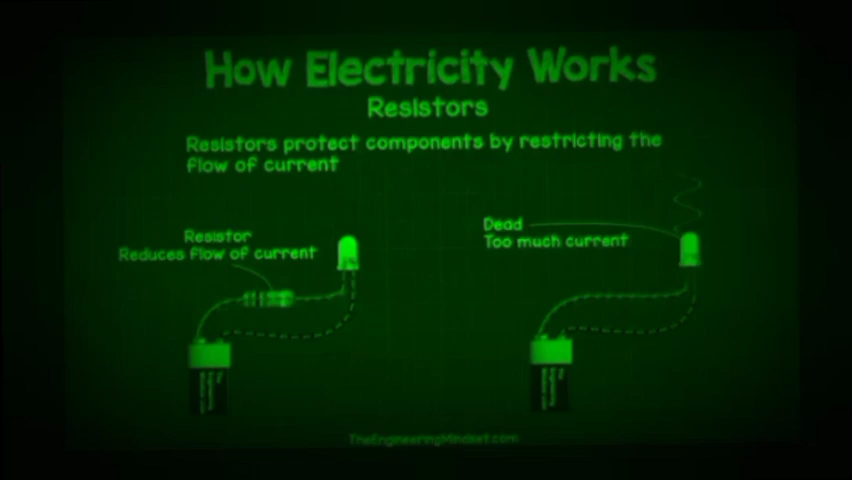 How Electricity Works
Resistors
Resistors protect components by restricting the
flow of current
Resistor
Reduces flow of current
Dead
Too much current
TheEngineeringMindset.com